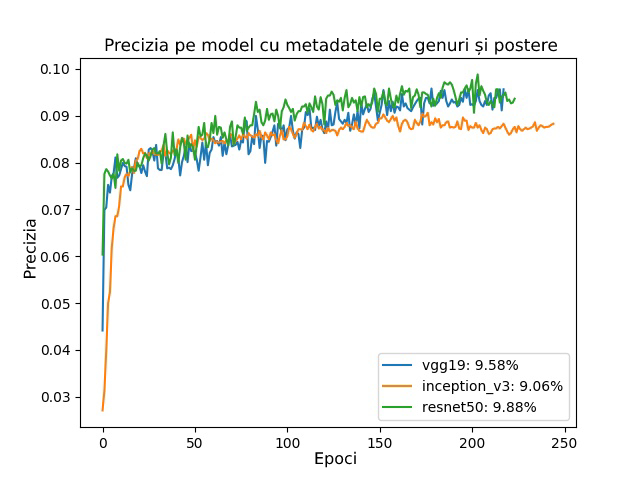 Precizia pe model cu metadatele de genuri și postere
0.10
0.09
0.08
0.07
0.06
0.05
0.04
0.03
Precizia
vgg19: 9.58%
inception_v3: 9.06%
resnet50: 9.88%
0 50 100 150 200 250
Epoci